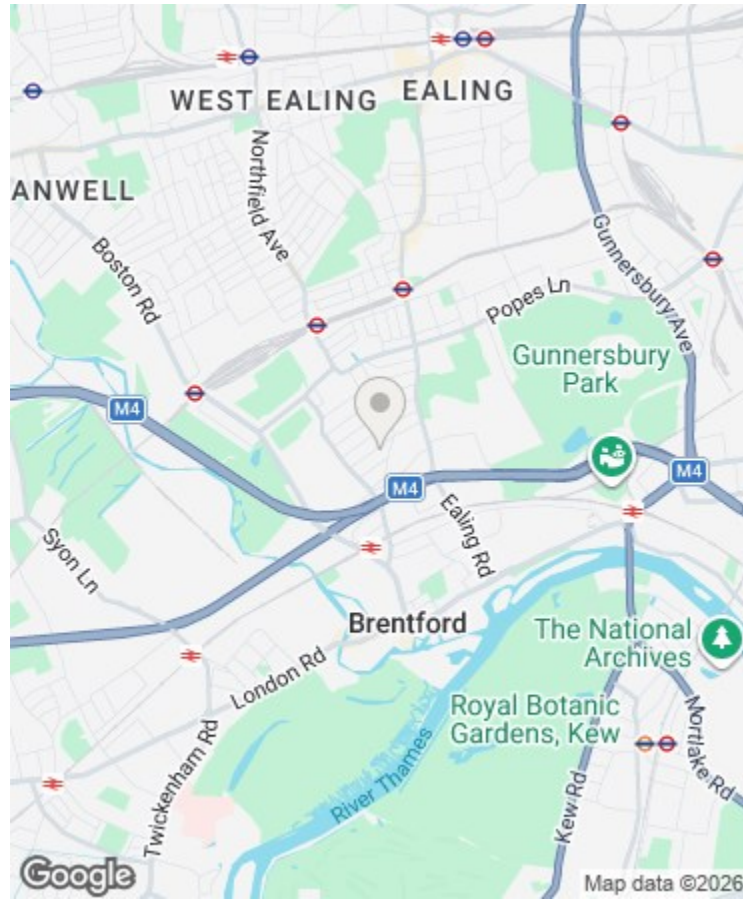 WEST EALING
EALING
ANWELL
Northfield Ave
Boston Rd
Gunnersbury Ave
Popes Ln
Gunnersbury
Park
M4
M4
M4
Ealing Rd
Syon Ln
Brentford
The National
Archives
London Rd
Royal Botanic
Gardens, Kew
Mortlake Rd
Twickenham Rd
River Thames
Kew Rd
Google
Map data ©2026